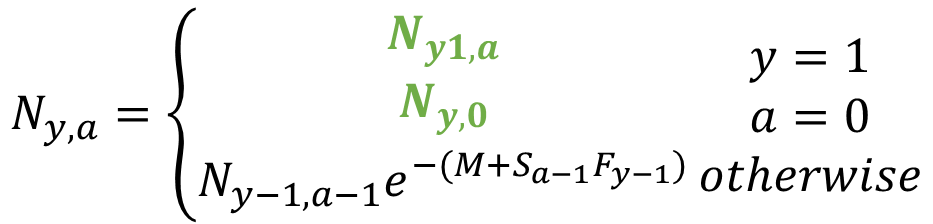 N_{y1,a} y = 1
N_{y,a} = { N_{y,0} a = 0
N_{y−1,a−1}e^{−(M+S_{a−1}F_{y−1})} otherwise